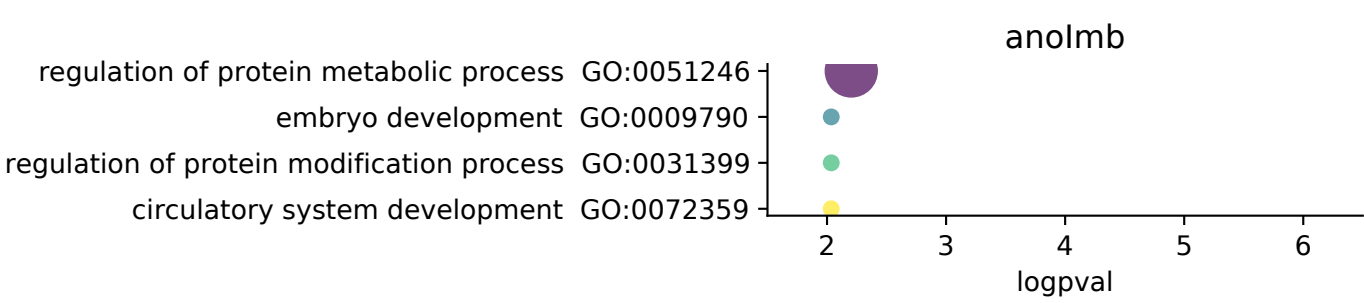 anoImb
regulation of protein metabolic process GO:0051246
embryo development GO:0009790
regulation of protein modification process GO:0031399
circulatory system development GO:0072359
2 3 4 5 6
logpval